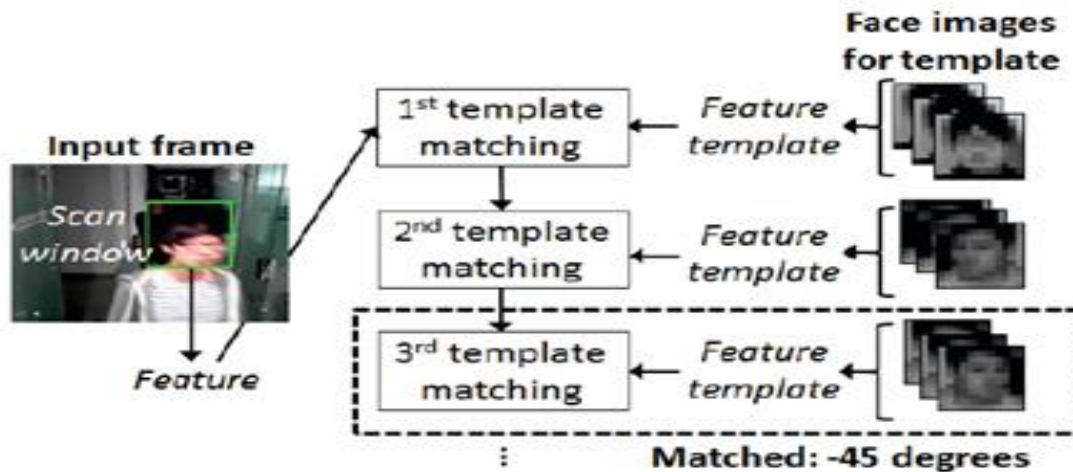 Face images
for template
Input frame
Scan
window
Feature
1st template
matching
Feature
template
2nd template
matching
Feature
template
3rd template
matching
Feature
template
⋮
Matched: -45 degrees